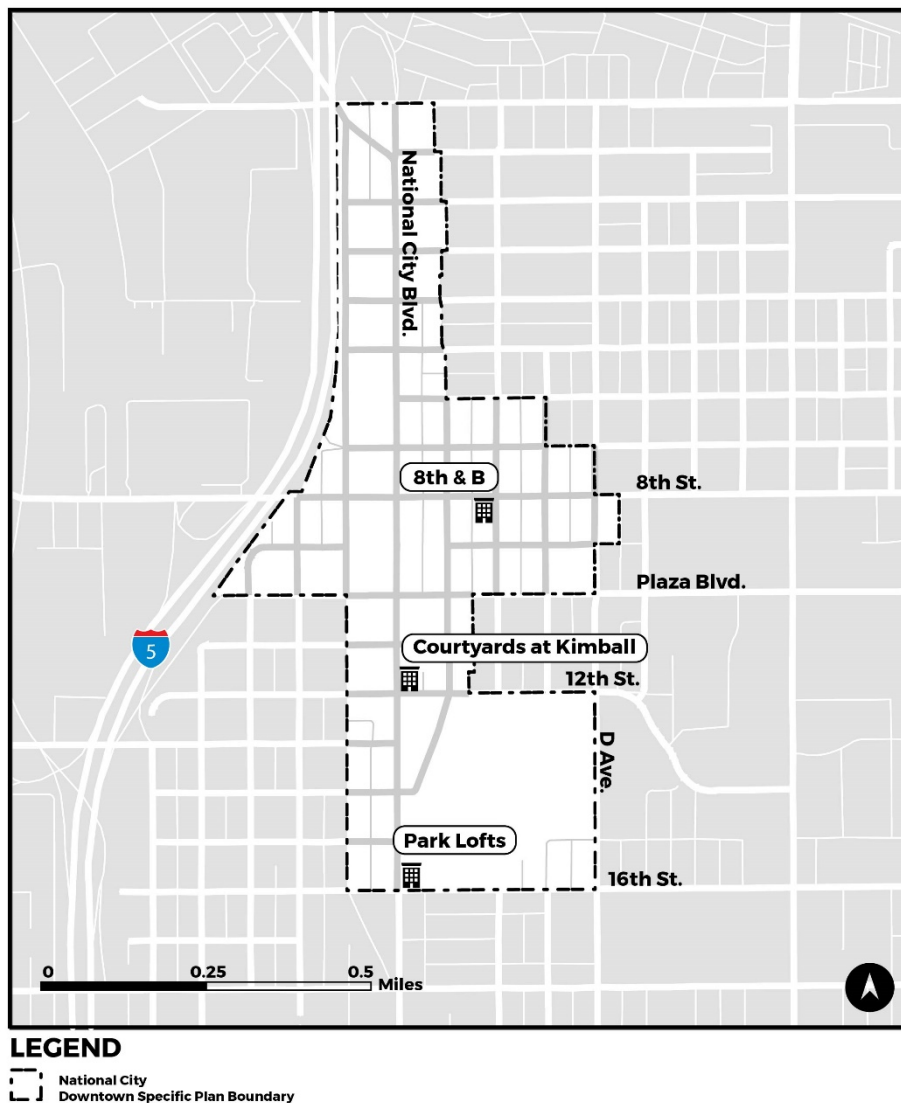 National City Blvd.
8th & B
8th St.
Plaza Blvd.
5
Courtyards at Kimball
12th St.
D Ave.
Park Lofts
16th St.
0 0.25 0.5
Miles
LEGEND
National City
Downtown Specific Plan Boundary